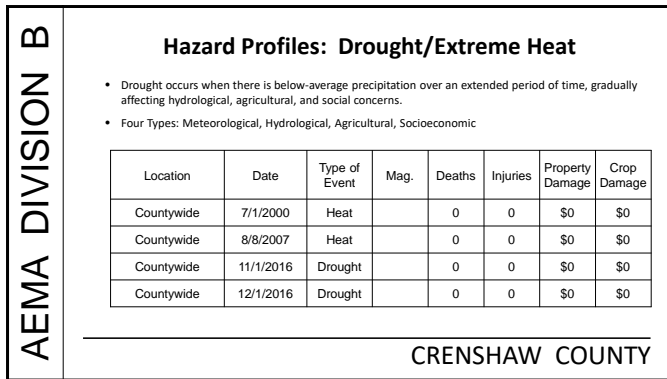 AEMA DIVISION B
Hazard Profiles: Drought/Extreme Heat
• Drought occurs when there is below-average precipitation over an extended period of time, gradually
affecting hydrological, agricultural, and social concerns.
• Four Types: Meteorological, Hydrological, Agricultural, Socioeconomic
Location Date Type of Event Mag. Deaths Injuries Property Damage Crop Damage
Countywide 7/1/2000 Heat 0 0 $0 $0
Countywide 8/8/2007 Heat 0 0 $0 $0
Countywide 11/1/2016 Drought 0 0 $0 $0
Countywide 12/1/2016 Drought 0 0 $0 $0
CRENSHAW COUNTY